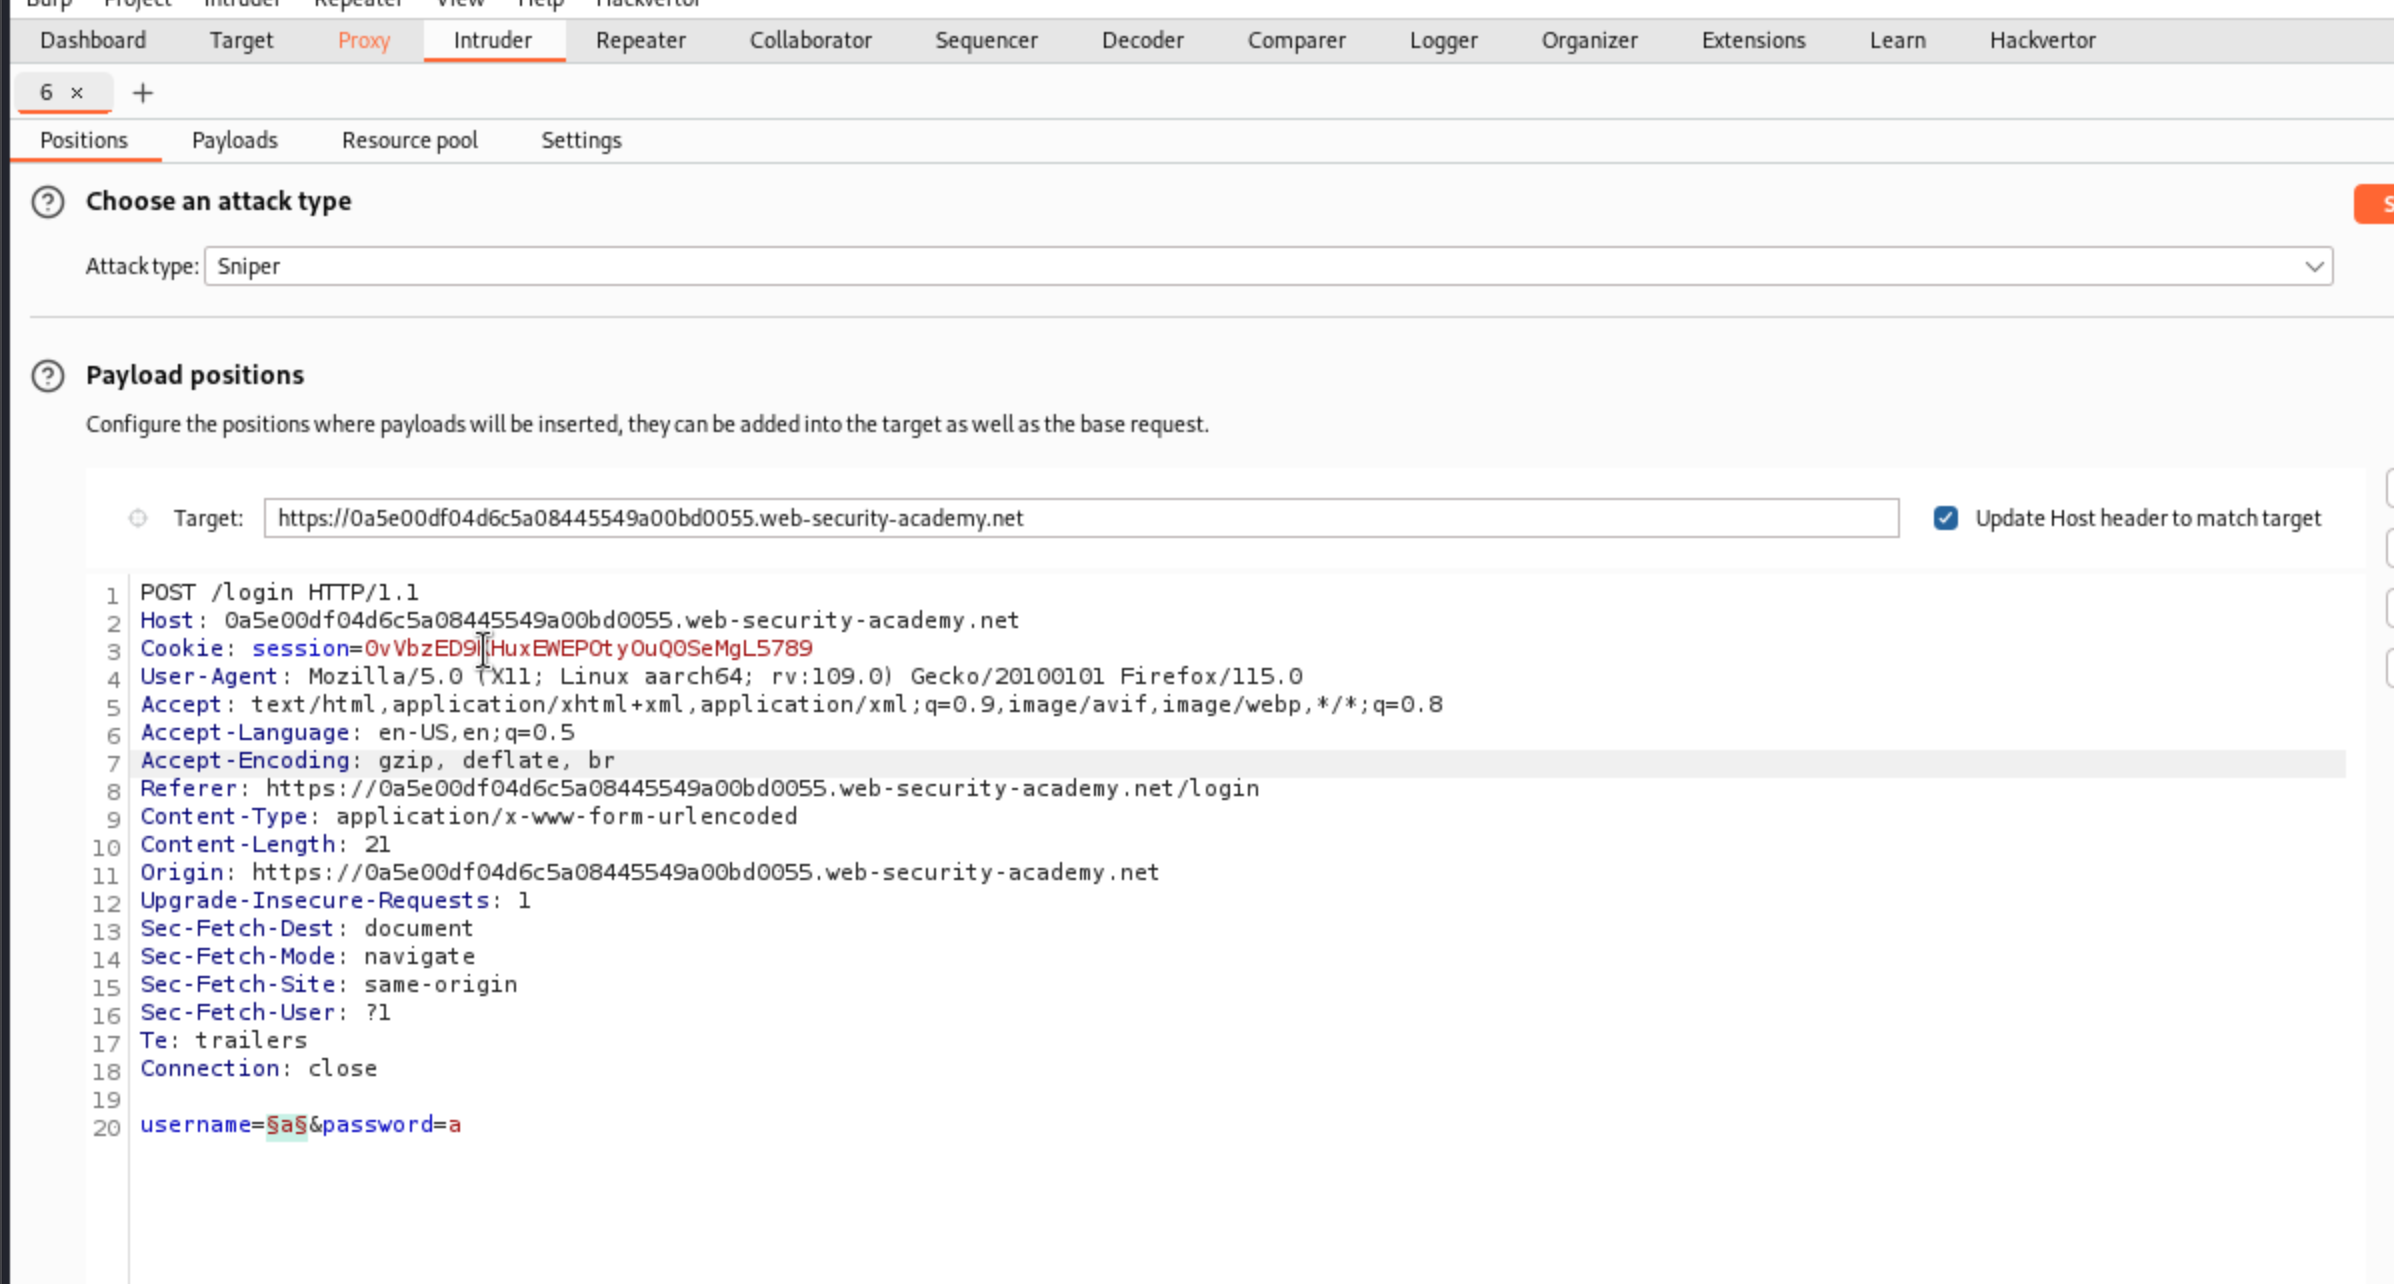 Burp Project Intruder Repeater View Help Hackvertor
Dashboard Target Proxy Intruder Repeater Collaborator Sequencer Decoder Comparer Logger Organizer Extensions Learn Hackvertor
6 × +
Positions Payloads Resource pool Settings
Choose an attack type
Attack type: Sniper
Payload positions
Configure the positions where payloads will be inserted, they can be added into the target as well as the base request.
Target: https://0a5e00df04d6c5a08445549a00bd0055.web-security-academy.net Update Host header to match target
1 POST /login HTTP/1.1
2 Host: 0a5e00df04d6c5a08445549a00bd0055.web-security-academy.net
3 Cookie: session=
4 User-Agent: Mozilla/5.0 (X11; Linux aarch64; rv:109.0) Gecko/20100101 Firefox/115.0
5 Accept: text/html,application/xhtml+xml,application/xml;q=0.9,image/avif,image/webp,*/*;q=0.8
6 Accept-Language: en-US,en;q=0.5
7 Accept-Encoding: gzip, deflate, br
8 Referer: https://0a5e00df04d6c5a08445549a00bd0055.web-security-academy.net/login
9 Content-Type: application/x-www-form-urlencoded
10 Content-Length: 21
11 Origin: https://0a5e00df04d6c5a08445549a00bd0055.web-security-academy.net
12 Upgrade-Insecure-Requests: 1
13 Sec-Fetch-Dest: document
14 Sec-Fetch-Mode: navigate
15 Sec-Fetch-Site: same-origin
16 Sec-Fetch-User: ?1
17 Te: trailers
18 Connection: close
19
20 username=§a§&password=a